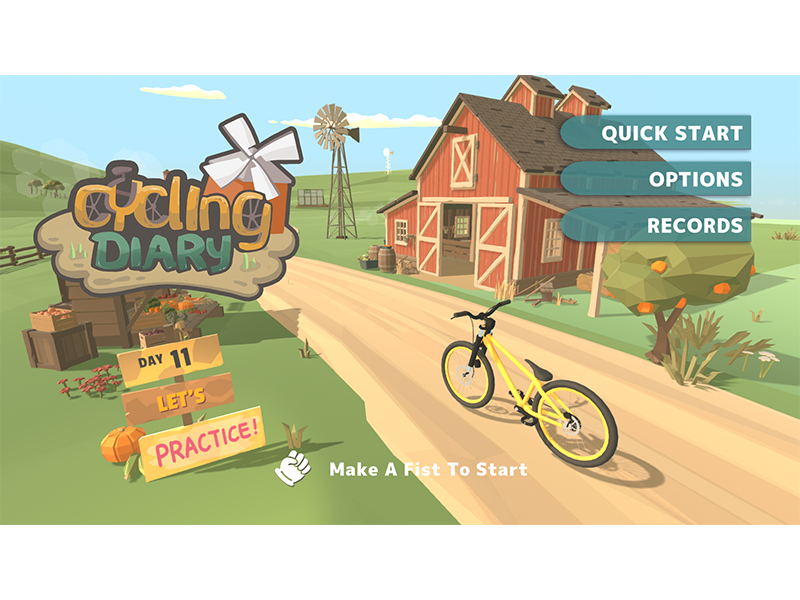 Cycling
DIARY
DAY 11
LET'S
PRACTICE!
QUICK START
OPTIONS
RECORDS
Make A Fist To Start